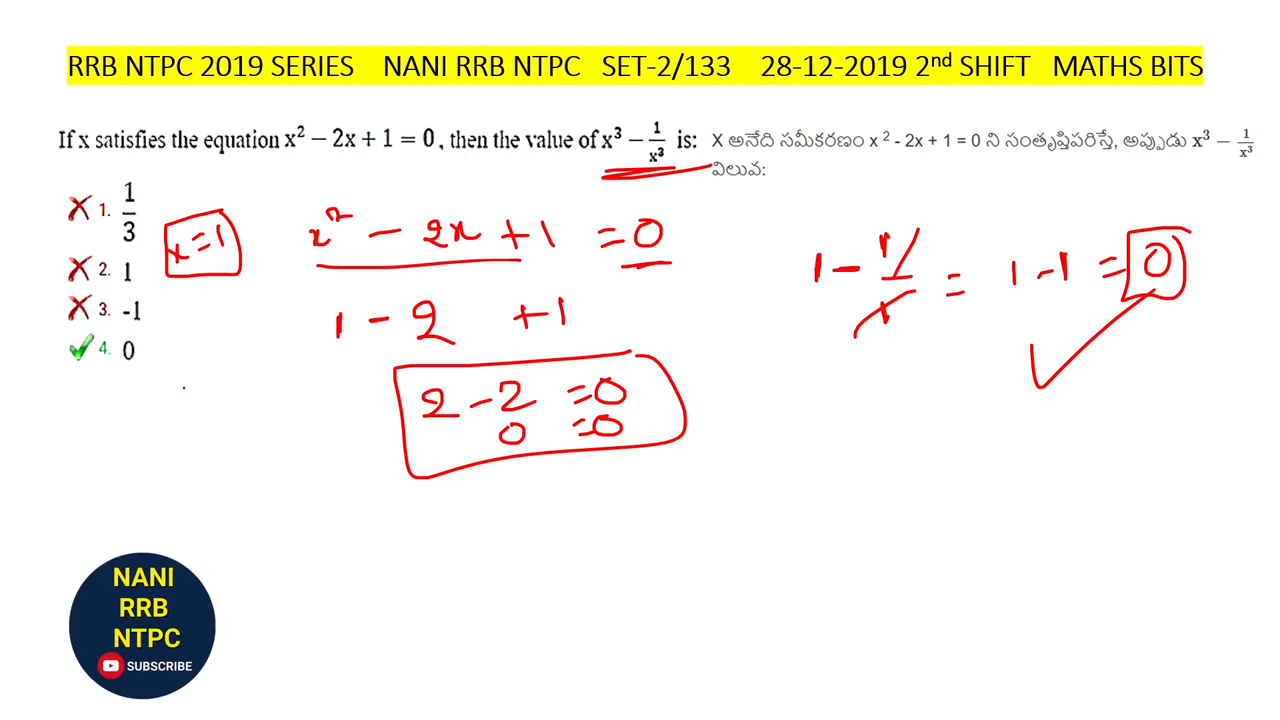 RRB NTPC 2019 SERIES NANI RRB NTPC SET-2/133 28-12-2019 2nd SHIFT MATHS BITS
If x satisfies the equation x² − 2x + 1 = 0, then the value of x³ − 1/x³ is:
X అనేది సమీకరణం x ² - 2x + 1 = 0 ని సంతృప్తిపరిస్తే, అప్పుడు x³ − 1/x³
విలువ:
1. 1/3
2. 1
3. -1
4. 0
x = 1
x² − 2x + 1 = 0
1 − 2 + 1
2 − 2 = 0
0 = 0
1 − 1/1 = 1 − 1 = 0
NANI
RRB
NTPC
SUBSCRIBE